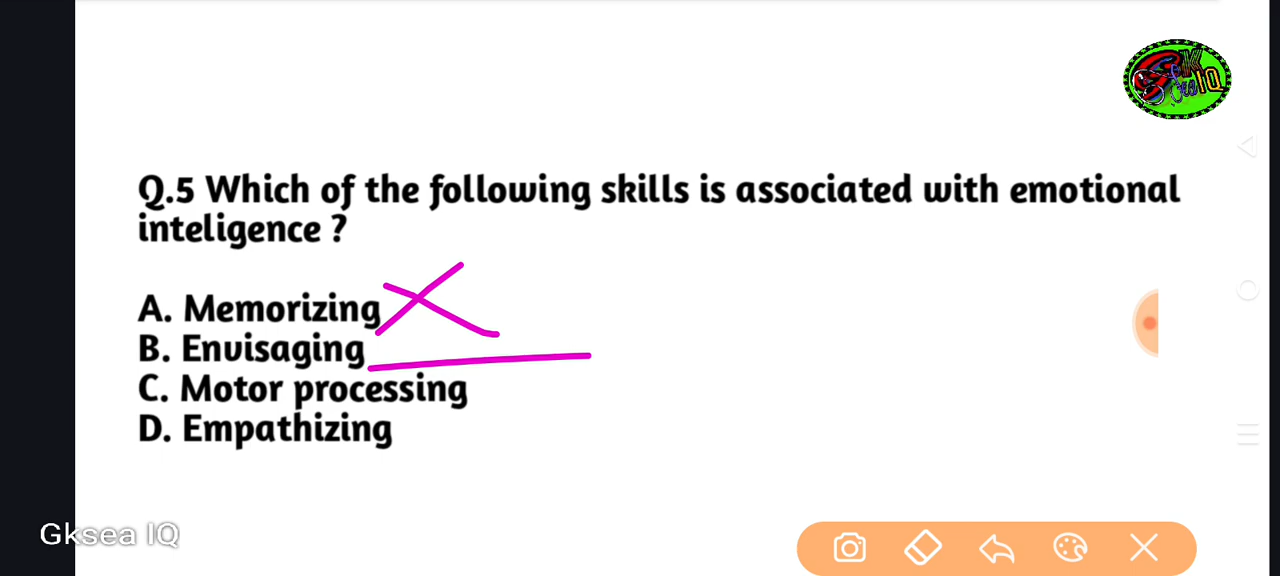 Q.5 Which of the following skills is associated with emotional
inteligence ?
A. Memorizing
B. Envisaging
C. Motor processing
D. Empathizing
Gksea IQ